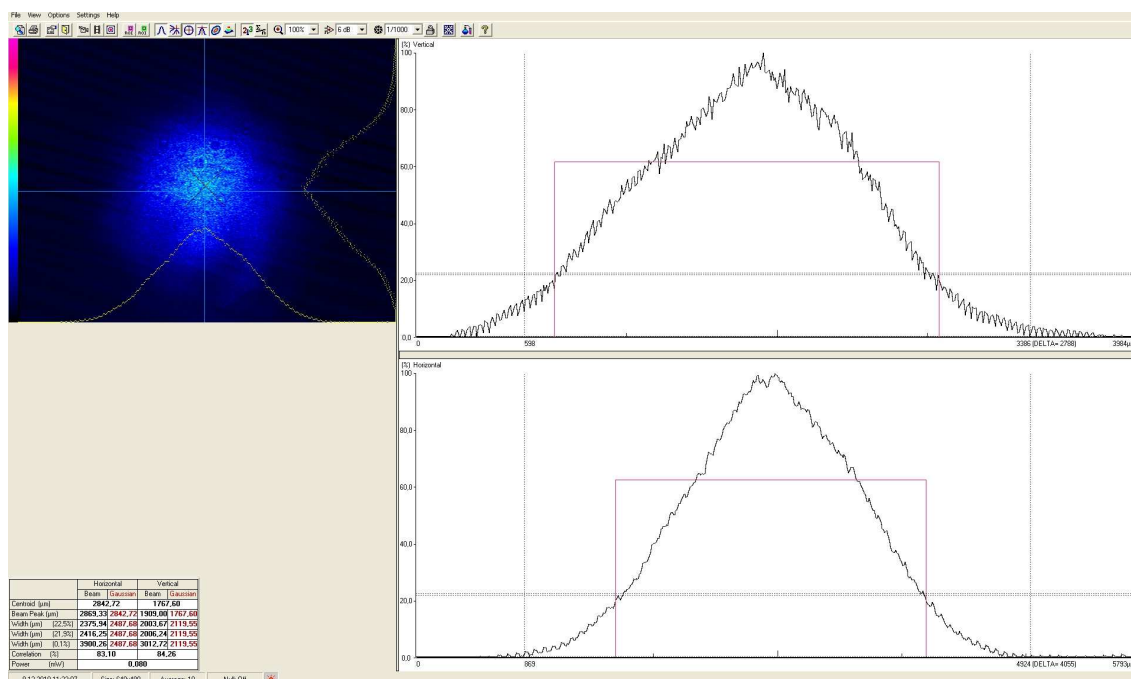 File View Options Settings Help
100% 6 dB 1/1000
(%) Vertical
100
80,0
60,0
40,0
20,0
0,0
0 598 3386 (DELTA= 2788) 3984µ
(%) Horizontal
100
80,0
60,0
40,0
20,0
0,0
0 869 4924 (DELTA= 4055) 5793µ
Horizontal Vertical
Beam Gaussian Beam Gaussian
Centroid (µm) 2842,72 1767,60
Beam Peak (µm) 2869,33 2842,72 1909,00 1767,60
Width (µm) (22,5%) 2375,94 2487,68 2003,67 2119,55
Width (µm) (21,9%) 2416,25 2487,68 2006,24 2119,55
Width (µm) (0,1%) 3900,26 2487,68 3012,72 2119,55
Correlation (%) 83,10 84,26
Power (mW) 0,080